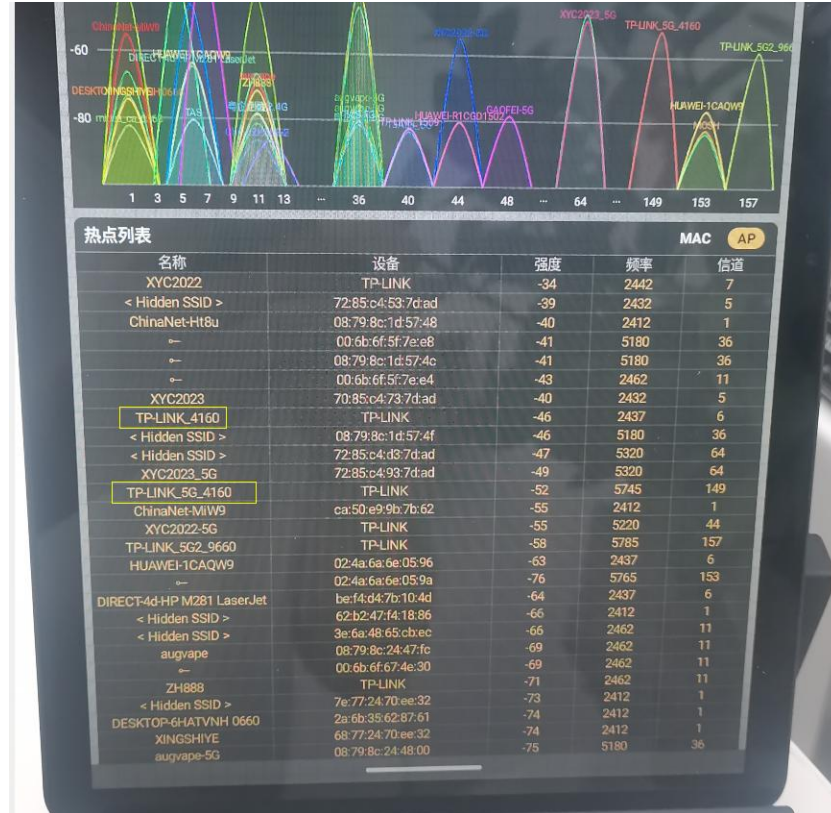 XYC2023_5G
TP-LINK_5G_4160
TP-LINK_5G2_966
-60
HUAWEI-1CAQW9
ZH888
HUAWEI-1CAQW9
-80
TAS
HUAWEI-R1CGD1502
GAOFEI-5G
1 3 5 7 9 11 13 ... 36 40 44 48 ... 64 ... 149 153 157
热点列表 MAC AP
名称 设备 强度 频率 信道
XYC2022 TP-LINK -34 2442 7
< Hidden SSID > 72:85:c4:53:7d:ad -39 2432 5
ChinaNet-Ht8u 08:79:8c:1d:57:48 -40 2412 1
00:6b:6f:5f:7e:e8 -41 5180 36
08:79:8c:1d:57:4c -41 5180 36
00:6b:6f:5f:7e:e4 -43 2462 11
XYC2023 70:85:c4:73:7d:ad -40 2432 5
TP-LINK_4160 TP-LINK -46 2437 6
< Hidden SSID > 08:79:8c:1d:57:4f -46 5180 36
< Hidden SSID > 72:85:c4:d3:7d:ad -47 5320 64
XYC2023_5G 72:85:c4:93:7d:ad -49 5320 64
TP-LINK_5G_4160 TP-LINK -52 5745 149
ChinaNet-MiW9 ca:50:e9:9b:7b:62 -55 2412 1
XYC2022-5G TP-LINK -55 5220 44
TP-LINK_5G2_9660 TP-LINK -58 5785 157
HUAWEI-1CAQW9 02:4a:6a:6e:05:96 -63 2437 6
02:4a:6a:6e:05:9a -76 5765 153
DIRECT-4d-HP M281 LaserJet be:f4:d4:7b:10:4d -64 2437 6
< Hidden SSID > 62:b2:47:f4:18:86 -66 2412 1
< Hidden SSID > 3e:6a:48:65:cb:ec -66 2462 11
augvape 08:79:8c:24:47:fc -69 2462 11
00:6b:6f:67:4e:30 -69 2462 11
ZH888 TP-LINK -71 2462 11
< Hidden SSID > 7e:77:24:70:ee:32 -73 2412 1
DESKTOP-6HATVNH 0660 2a:6b:35:62:87:61 -74 2412 1
XINGSHIYE 68:77:24:70:ee:32 -74 2412 1
augvape-5G 08:79:8c:24:48:00 -75 5180 36